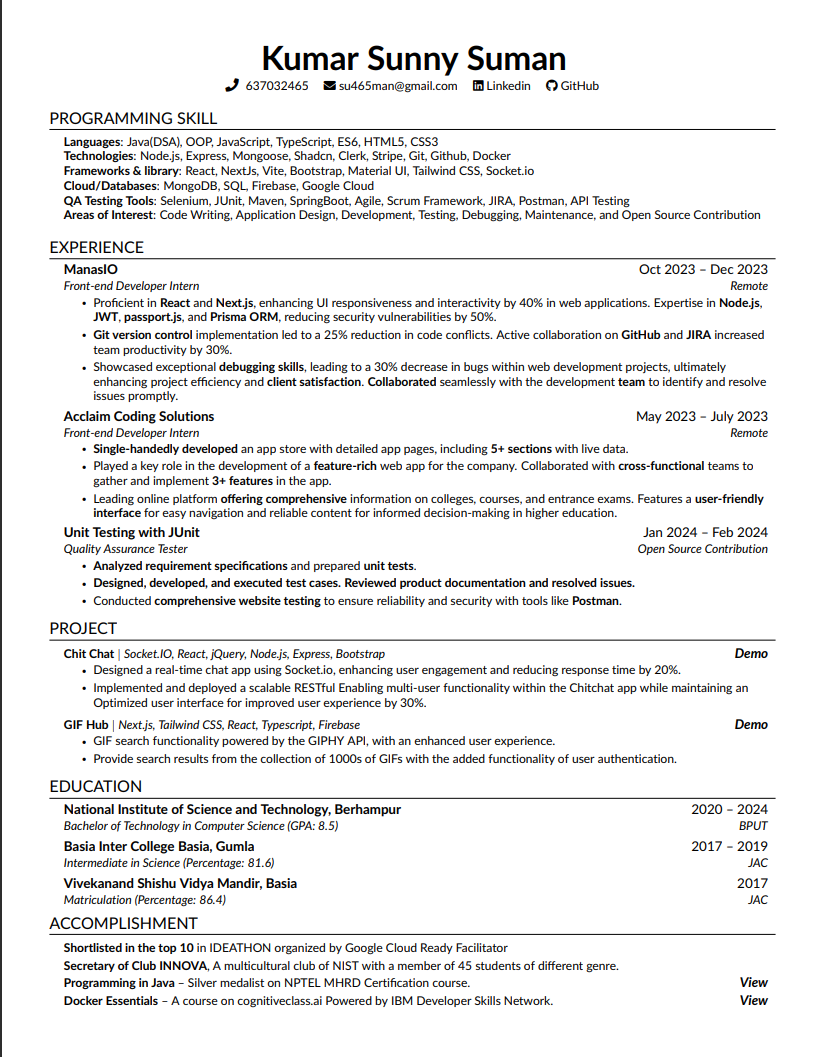 Kumar Sunny Suman
637032465 su465man@gmail.com Linkedin GitHub
PROGRAMMING SKILL
Languages: Java(DSA), OOP, JavaScript, TypeScript, ES6, HTML5, CSS3
Technologies: Node.js, Express, Mongoose, Shadcn, Clerk, Stripe, Git, Github, Docker
Frameworks & library: React, NextJs, Vite, Bootstrap, Material UI, Tailwind CSS, Socket.io
Cloud/Databases: MongoDB, SQL, Firebase, Google Cloud
QA Testing Tools: Selenium, JUnit, Maven, SpringBoot, Agile, Scrum Framework, JIRA, Postman, API Testing
Areas of Interest: Code Writing, Application Design, Development, Testing, Debugging, Maintenance, and Open Source Contribution
EXPERIENCE
ManasIO Oct 2023 – Dec 2023
Front-end Developer Intern Remote
• Proficient in React and Next.js, enhancing UI responsiveness and interactivity by 40% in web applications. Expertise in Node.js,
JWT, passport.js, and Prisma ORM, reducing security vulnerabilities by 50%.
• Git version control implementation led to a 25% reduction in code conflicts. Active collaboration on GitHub and JIRA increased
team productivity by 30%.
• Showcased exceptional debugging skills, leading to a 30% decrease in bugs within web development projects, ultimately
enhancing project efficiency and client satisfaction. Collaborated seamlessly with the development team to identify and resolve
issues promptly.
Acclaim Coding Solutions May 2023 – July 2023
Front-end Developer Intern Remote
• Single-handedly developed an app store with detailed app pages, including 5+ sections with live data.
• Played a key role in the development of a feature-rich web app for the company. Collaborated with cross-functional teams to
gather and implement 3+ features in the app.
• Leading online platform offering comprehensive information on colleges, courses, and entrance exams. Features a user-friendly
interface for easy navigation and reliable content for informed decision-making in higher education.
Unit Testing with JUnit Jan 2024 – Feb 2024
Quality Assurance Tester Open Source Contribution
• Analyzed requirement specifications and prepared unit tests.
• Designed, developed, and executed test cases. Reviewed product documentation and resolved issues.
• Conducted comprehensive website testing to ensure reliability and security with tools like Postman.
PROJECT
Chit Chat | Socket.IO, React, jQuery, Node.js, Express, Bootstrap Demo
• Designed a real-time chat app using Socket.io, enhancing user engagement and reducing response time by 20%.
• Implemented and deployed a scalable RESTful Enabling multi-user functionality within the Chitchat app while maintaining an
Optimized user interface for improved user experience by 30%.
GIF Hub | Next.js, Tailwind CSS, React, Typescript, Firebase Demo
• GIF search functionality powered by the GIPHY API, with an enhanced user experience.
• Provide search results from the collection of 1000s of GIFs with the added functionality of user authentication.
EDUCATION
National Institute of Science and Technology, Berhampur 2020 – 2024
Bachelor of Technology in Computer Science (GPA: 8.5) BPUT
Basia Inter College Basia, Gumla 2017 – 2019
Intermediate in Science (Percentage: 81.6) JAC
Vivekanand Shishu Vidya Mandir, Basia 2017
Matriculation (Percentage: 86.4) JAC
ACCOMPLISHMENT
Shortlisted in the top 10 in IDEATHON organized by Google Cloud Ready Facilitator
Secretary of Club INNOVA, A multicultural club of NIST with a member of 45 students of different genre.
Programming in Java – Silver medalist on NPTEL MHRD Certification course. View
Docker Essentials – A course on cognitiveclass.ai Powered by IBM Developer Skills Network. View